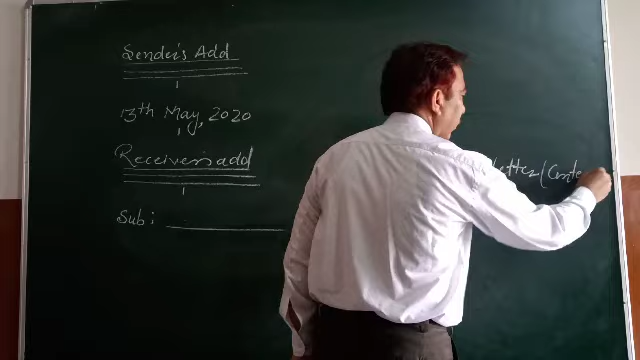 Sender's Add
13th May, 2020
Receiver's add
Sub:
letter (Conte